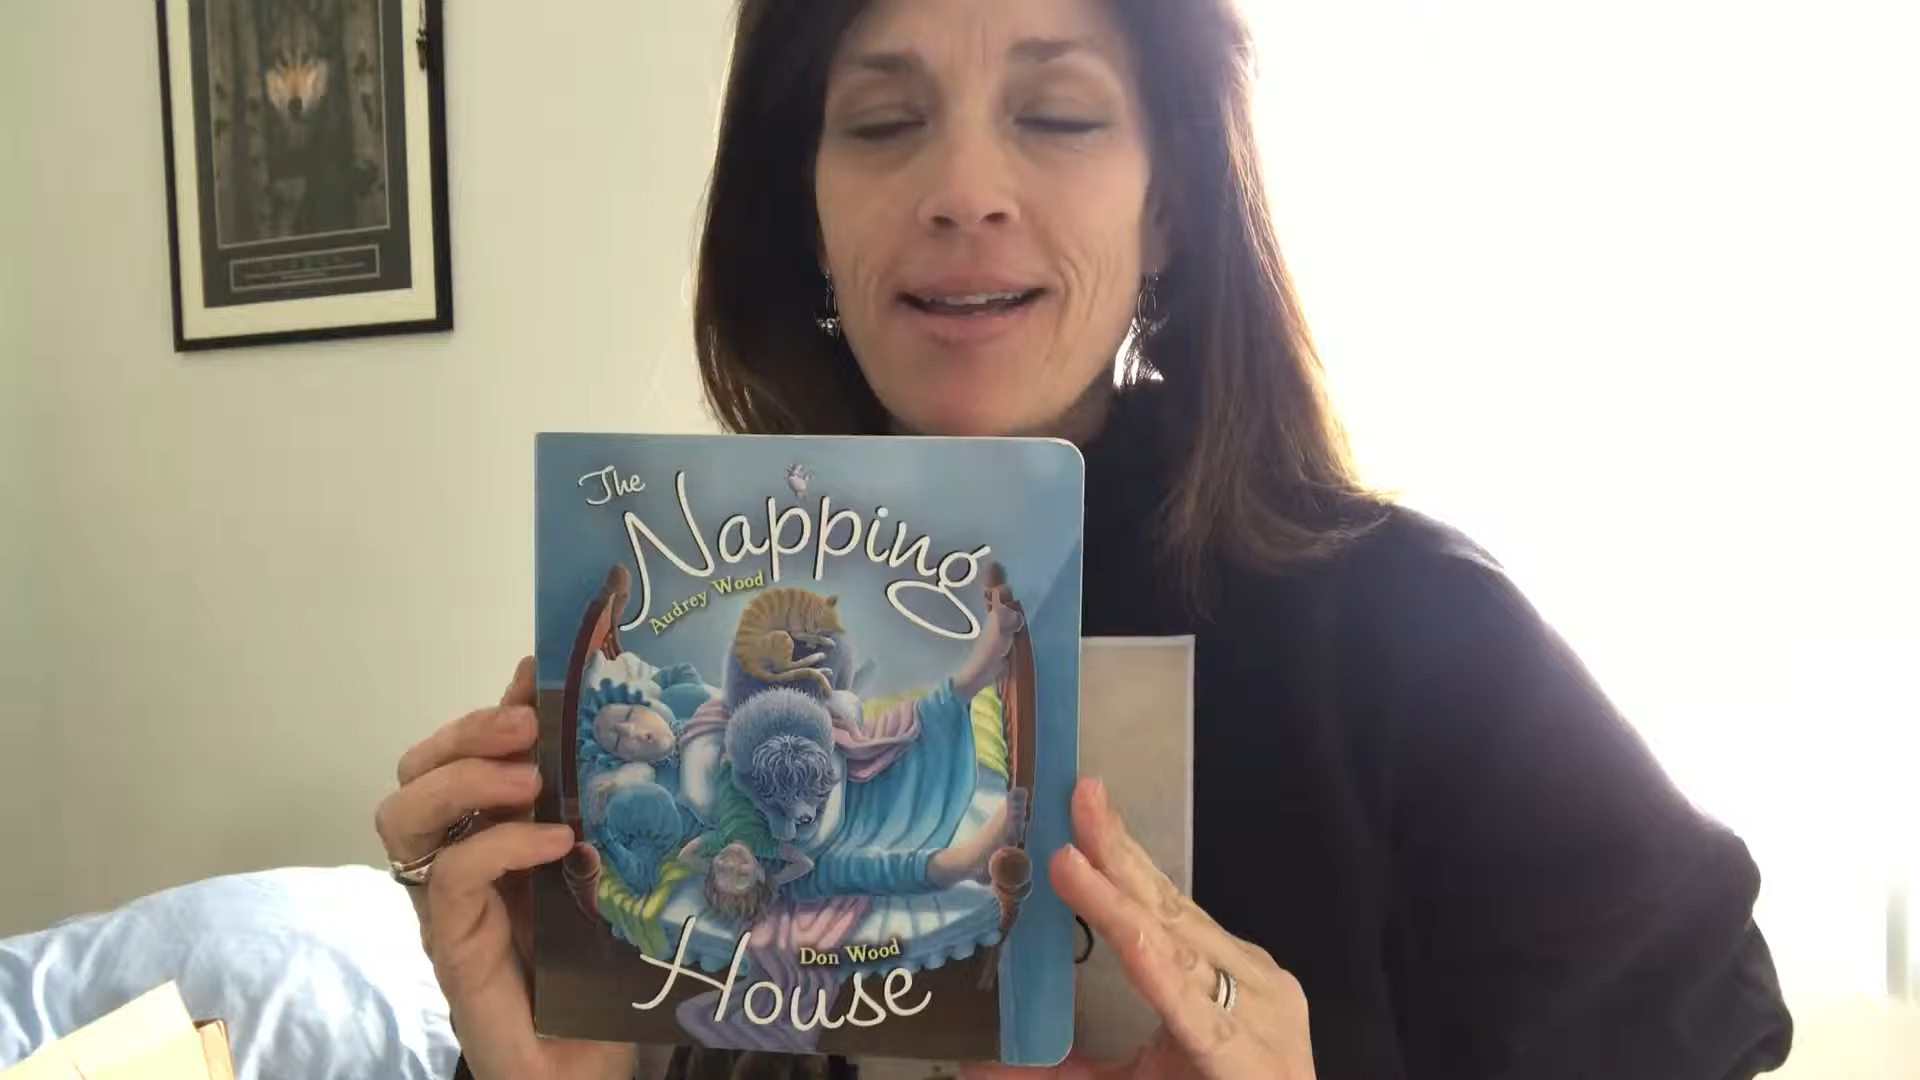 The
Napping
Audrey Wood
Don Wood
House